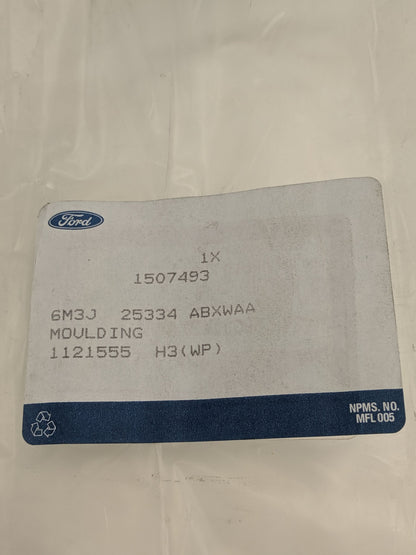 Ford
1X
1507493
6M3J 25334 ABXWAA
MOULDING
1121555 H3(WP)
NPMS. NO.
MFL 005